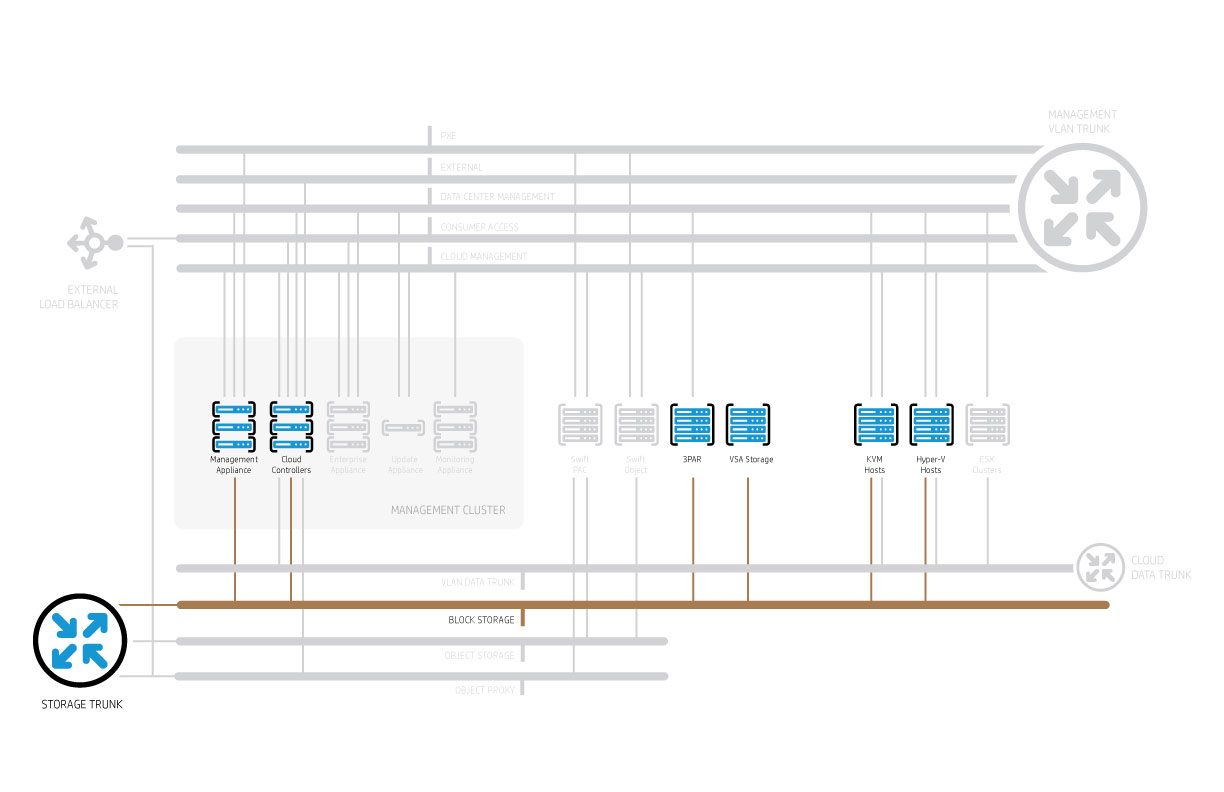 MANAGEMENT
VLAN TRUNK
PXE
EXTERNAL
DATA CENTER MANAGEMENT
CONSUMER ACCESS
CLOUD MANAGEMENT
EXTERNAL
LOAD BALANCER
Management
Appliance
Cloud
Controllers
Enterprise
Appliance
Update
Appliance
Monitoring
Appliance
Swift
PAC
Swift
Object
3PAR
VSA Storage
KVM
Hosts
Hyper-V
Hosts
ESX
Clusters
MANAGEMENT CLUSTER
CLOUD
DATA TRUNK
VLAN DATA TRUNK
BLOCK STORAGE
OBJECT STORAGE
OBJECT PROXY
STORAGE TRUNK